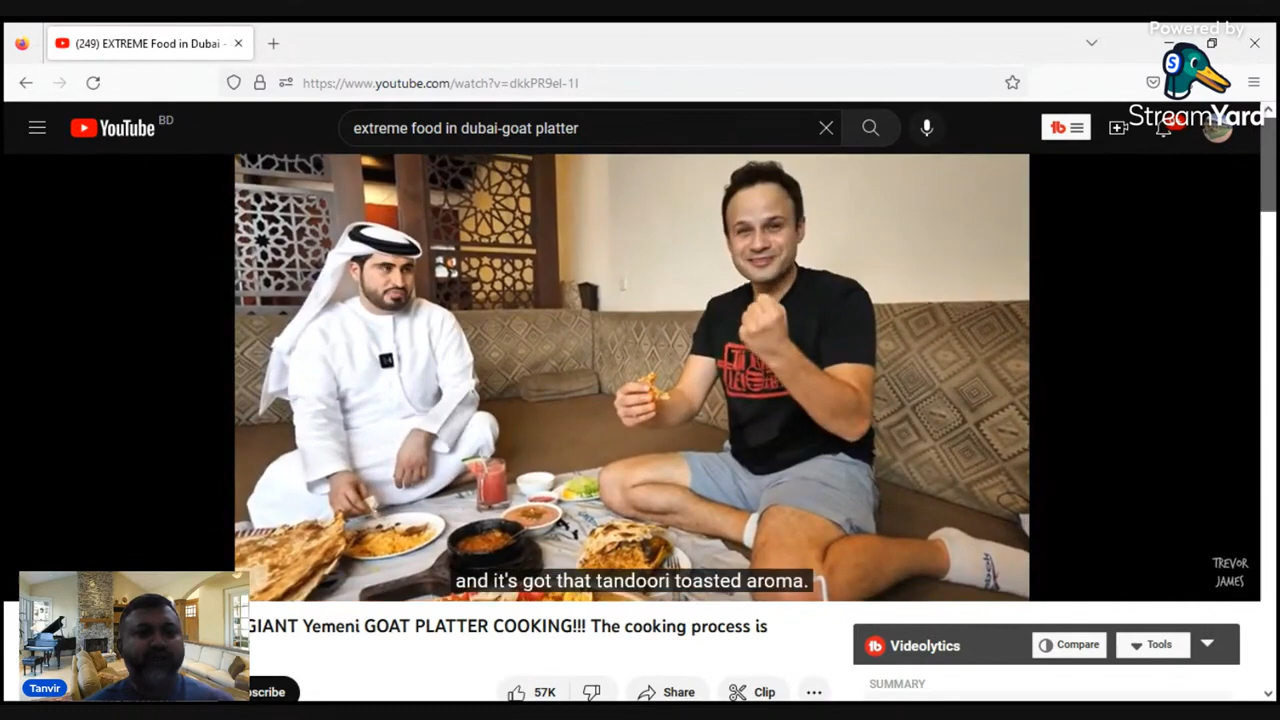 Powered by
(249) EXTREME Food in Dubai -
StreamYard
https://www.youtube.com/watch?v=dkkPR9eI-1I
YouTube BD
extreme food in dubai-goat platter
and it's got that tandoori toasted aroma.
TREVOR
JAMES
GIANT Yemeni GOAT PLATTER COOKING!!! The cooking process is
Videolytics
Compare
Tools
SUMMARY
Tanvir
57K
Share
Clip